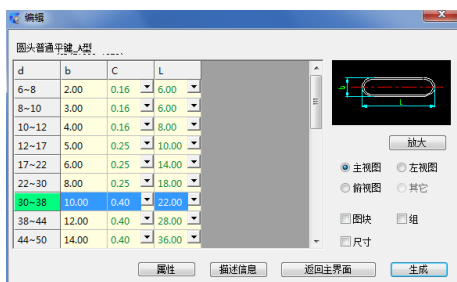 编辑
圆头普通平键_A型
d b C L
6~8 2.00 0.16 6.00
8~10 3.00 0.16 6.00
10~12 4.00 0.16 8.00
12~17 5.00 0.25 10.00
17~22 6.00 0.25 14.00
22~30 8.00 0.25 18.00
30~38 10.00 0.40 22.00
38~44 12.00 0.40 28.00
44~50 14.00 0.40 36.00
b
L
放大
主视图 左视图
俯视图 其它
图块 组
尺寸
属性 描述信息 返回主界面 生成